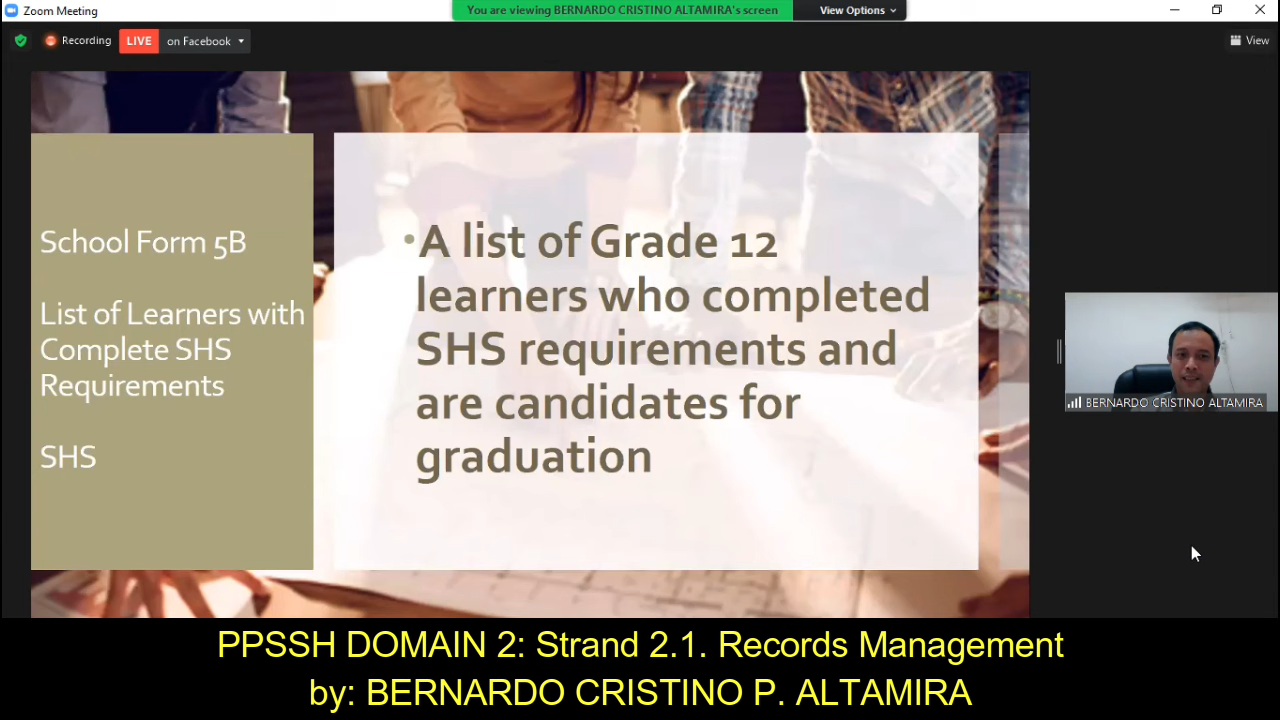 Zoom Meeting
You are viewing BERNARDO CRISTINO ALTAMIRA's screen
View Options
Recording
LIVE
on Facebook
View
School Form 5B
List of Learners with
Complete SHS
Requirements
SHS
•A list of Grade 12
learners who completed
SHS requirements and
are candidates for
graduation
BERNARDO CRISTINO ALTAMIRA
PPSSH DOMAIN 2: Strand 2.1. Records Management
by: BERNARDO CRISTINO P. ALTAMIRA